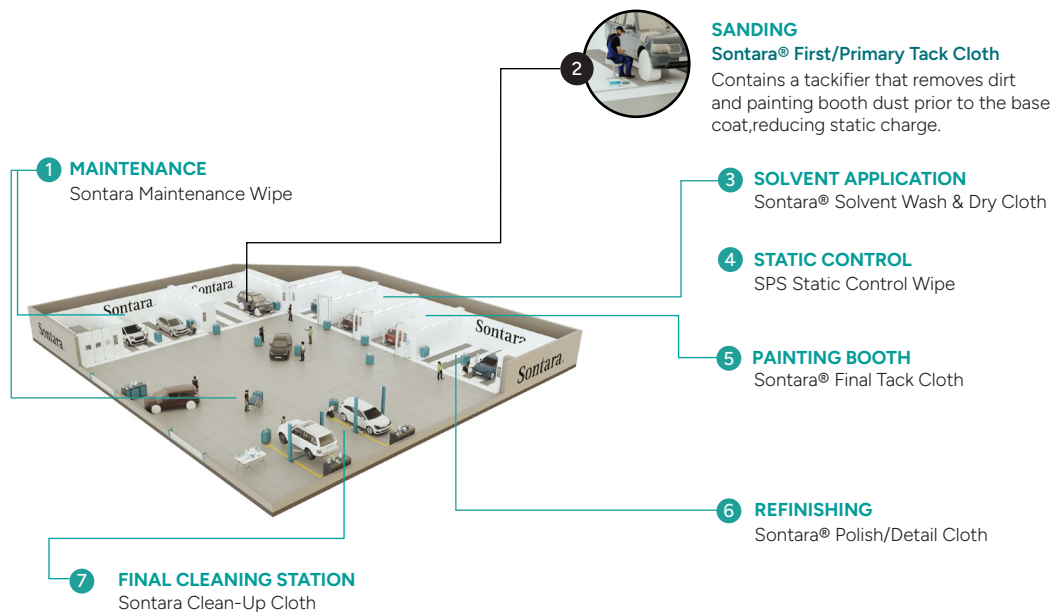 2
SANDING
Sontara® First/Primary Tack Cloth
Contains a tackifier that removes dirt
and painting booth dust prior to the base
coat,reducing static charge.
1 MAINTENANCE
Sontara Maintenance Wipe
3 SOLVENT APPLICATION
Sontara® Solvent Wash & Dry Cloth
4 STATIC CONTROL
SPS Static Control Wipe
5 PAINTING BOOTH
Sontara® Final Tack Cloth
Sontara.
Sontara
Sontara.
Sontara
Sontara.
6 REFINISHING
Sontara® Polish/Detail Cloth
7 FINAL CLEANING STATION
Sontara Clean-Up Cloth